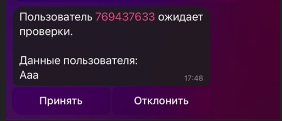 Пользователь 769437633 ожидает
проверки.
Данные пользователя:
Ааа
17:48
Принять
Отклонить